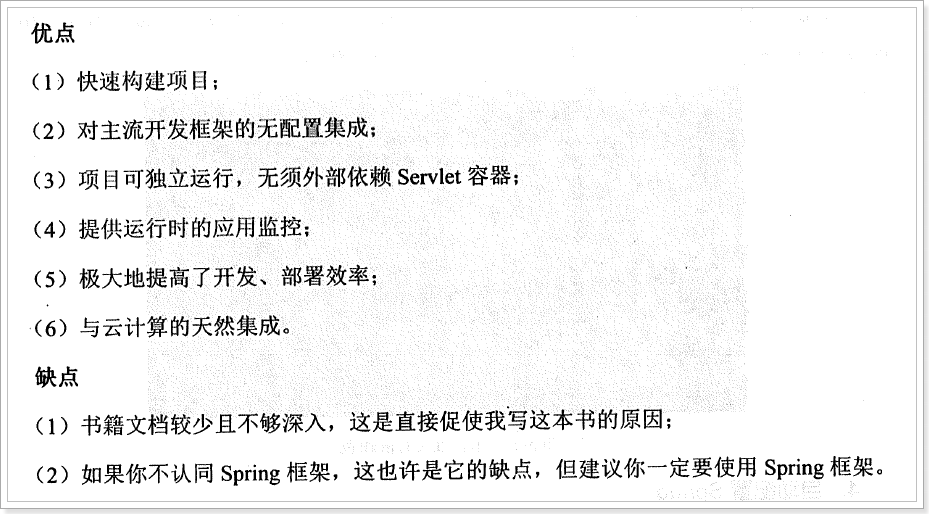 优点
（1）快速构建项目；
（2）对主流开发框架的无配置集成；
（3）项目可独立运行，无须外部依赖 Servlet 容器；
（4）提供运行时的应用监控；
（5）极大地提高了开发、部署效率；
（6）与云计算的天然集成。
缺点
（1）书籍文档较少且不够深入，这是直接促使我写这本书的原因；
（2）如果你不认同 Spring 框架，这也许是它的缺点，但建议你一定要使用 Spring 框架。